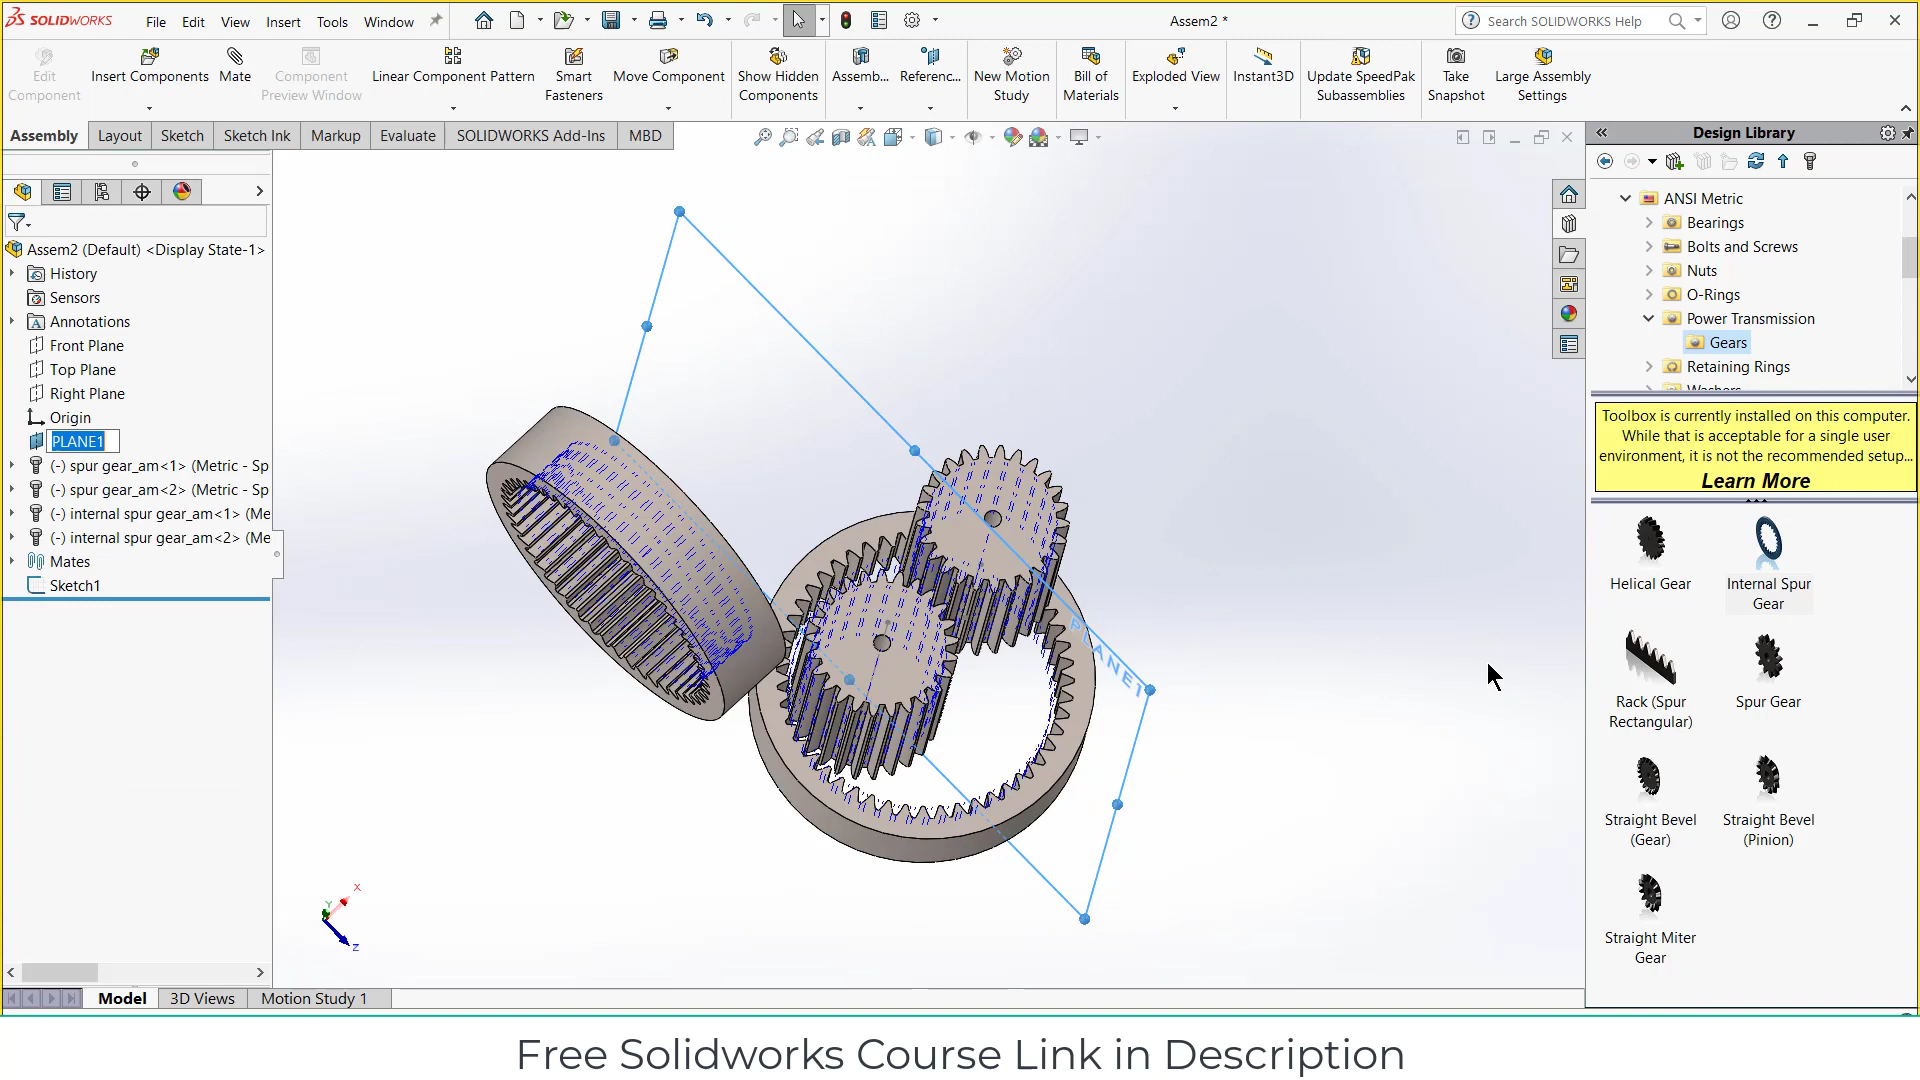 SOLIDWORKS File Edit View Insert Tools Window Assem2 * Search SOLIDWORKS Help
Edit Component
Insert Components
Mate
Component Preview Window
Linear Component Pattern
Smart Fasteners
Move Component
Show Hidden Components
Assemb...
Referenc...
New Motion Study
Bill of Materials
Exploded View
Instant3D
Update SpeedPak Subassemblies
Take Snapshot
Large Assembly Settings
Assembly Layout Sketch Sketch Ink Markup Evaluate SOLIDWORKS Add-Ins MBD
Assem2 (Default) <Display State-1>
History
Sensors
Annotations
Front Plane
Top Plane
Right Plane
Origin
PLANE1
(-) spur gear_am<1> (Metric - Sp
(-) spur gear_am<2> (Metric - Sp
(-) internal spur gear_am<1> (Me
(-) internal spur gear_am<2> (Me
Mates
Sketch1
PLANE1
X
Y
Z
Design Library
ANSI Metric
Bearings
Bolts and Screws
Nuts
O-Rings
Power Transmission
Gears
Retaining Rings
Washers
Toolbox is currently installed on this computer.
While that is acceptable for a single user
environment, it is not the recommended setup...
Learn More
Helical Gear
Internal Spur Gear
Rack (Spur Rectangular)
Spur Gear
Straight Bevel (Gear)
Straight Bevel (Pinion)
Straight Miter Gear
Model 3D Views Motion Study 1
Free Solidworks Course Link in Description